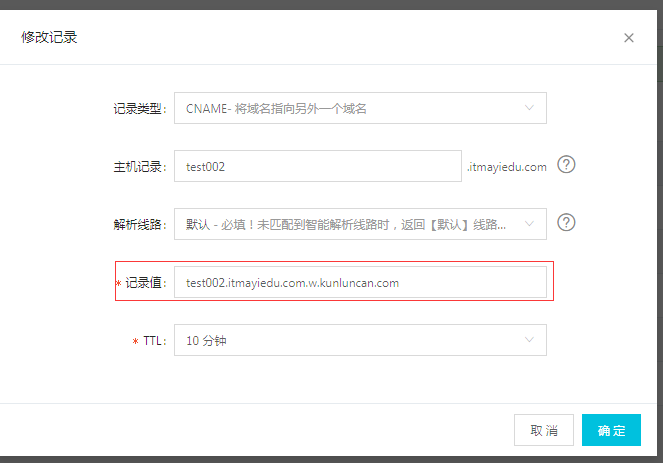 修改记录
记录类型： CNAME- 将域名指向另外一个域名
主机记录： test002 .itmayiedu.com
解析线路： 默认 - 必填！未匹配到智能解析线路时，返回【默认】线路...
* 记录值： test002.itmayiedu.com.w.kunluncan.com
* TTL： 10 分钟
取 消 确 定